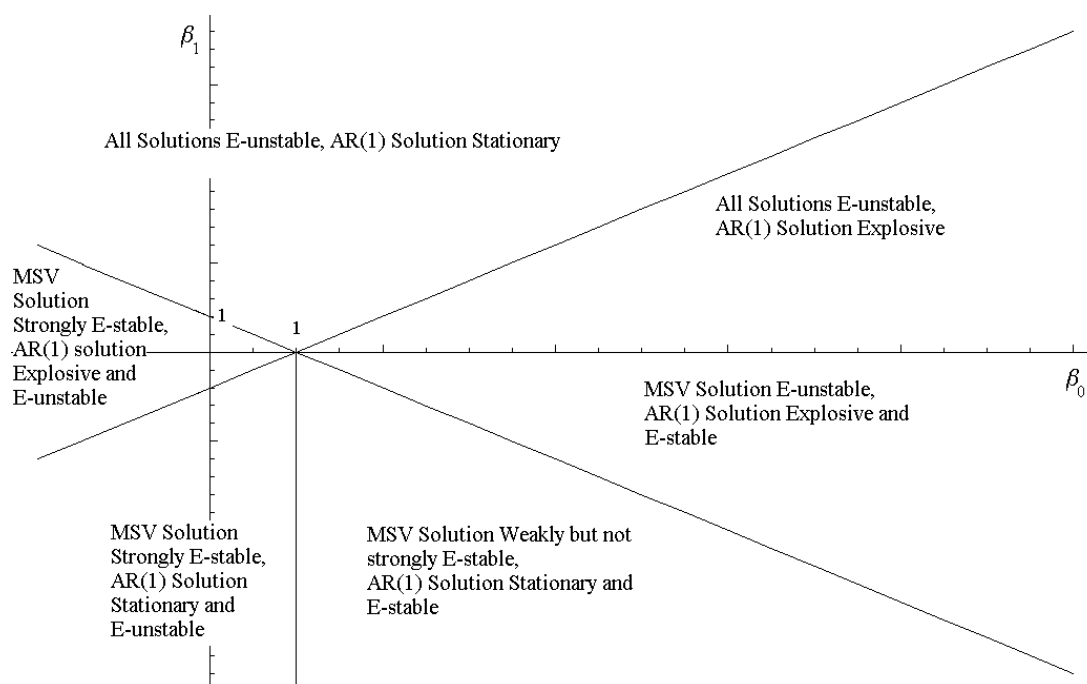 β₁
All Solutions E-unstable, AR(1) Solution Stationary
All Solutions E-unstable,
AR(1) Solution Explosive
MSV
Solution
Strongly E-stable,
AR(1) solution
Explosive and
E-unstable
1
1
β₀
MSV Solution E-unstable,
AR(1) Solution Explosive and
E-stable
MSV Solution
Strongly E-stable,
AR(1) Solution
Stationary and
E-unstable
MSV Solution Weakly but not
strongly E-stable,
AR(1) Solution Stationary and
E-stable